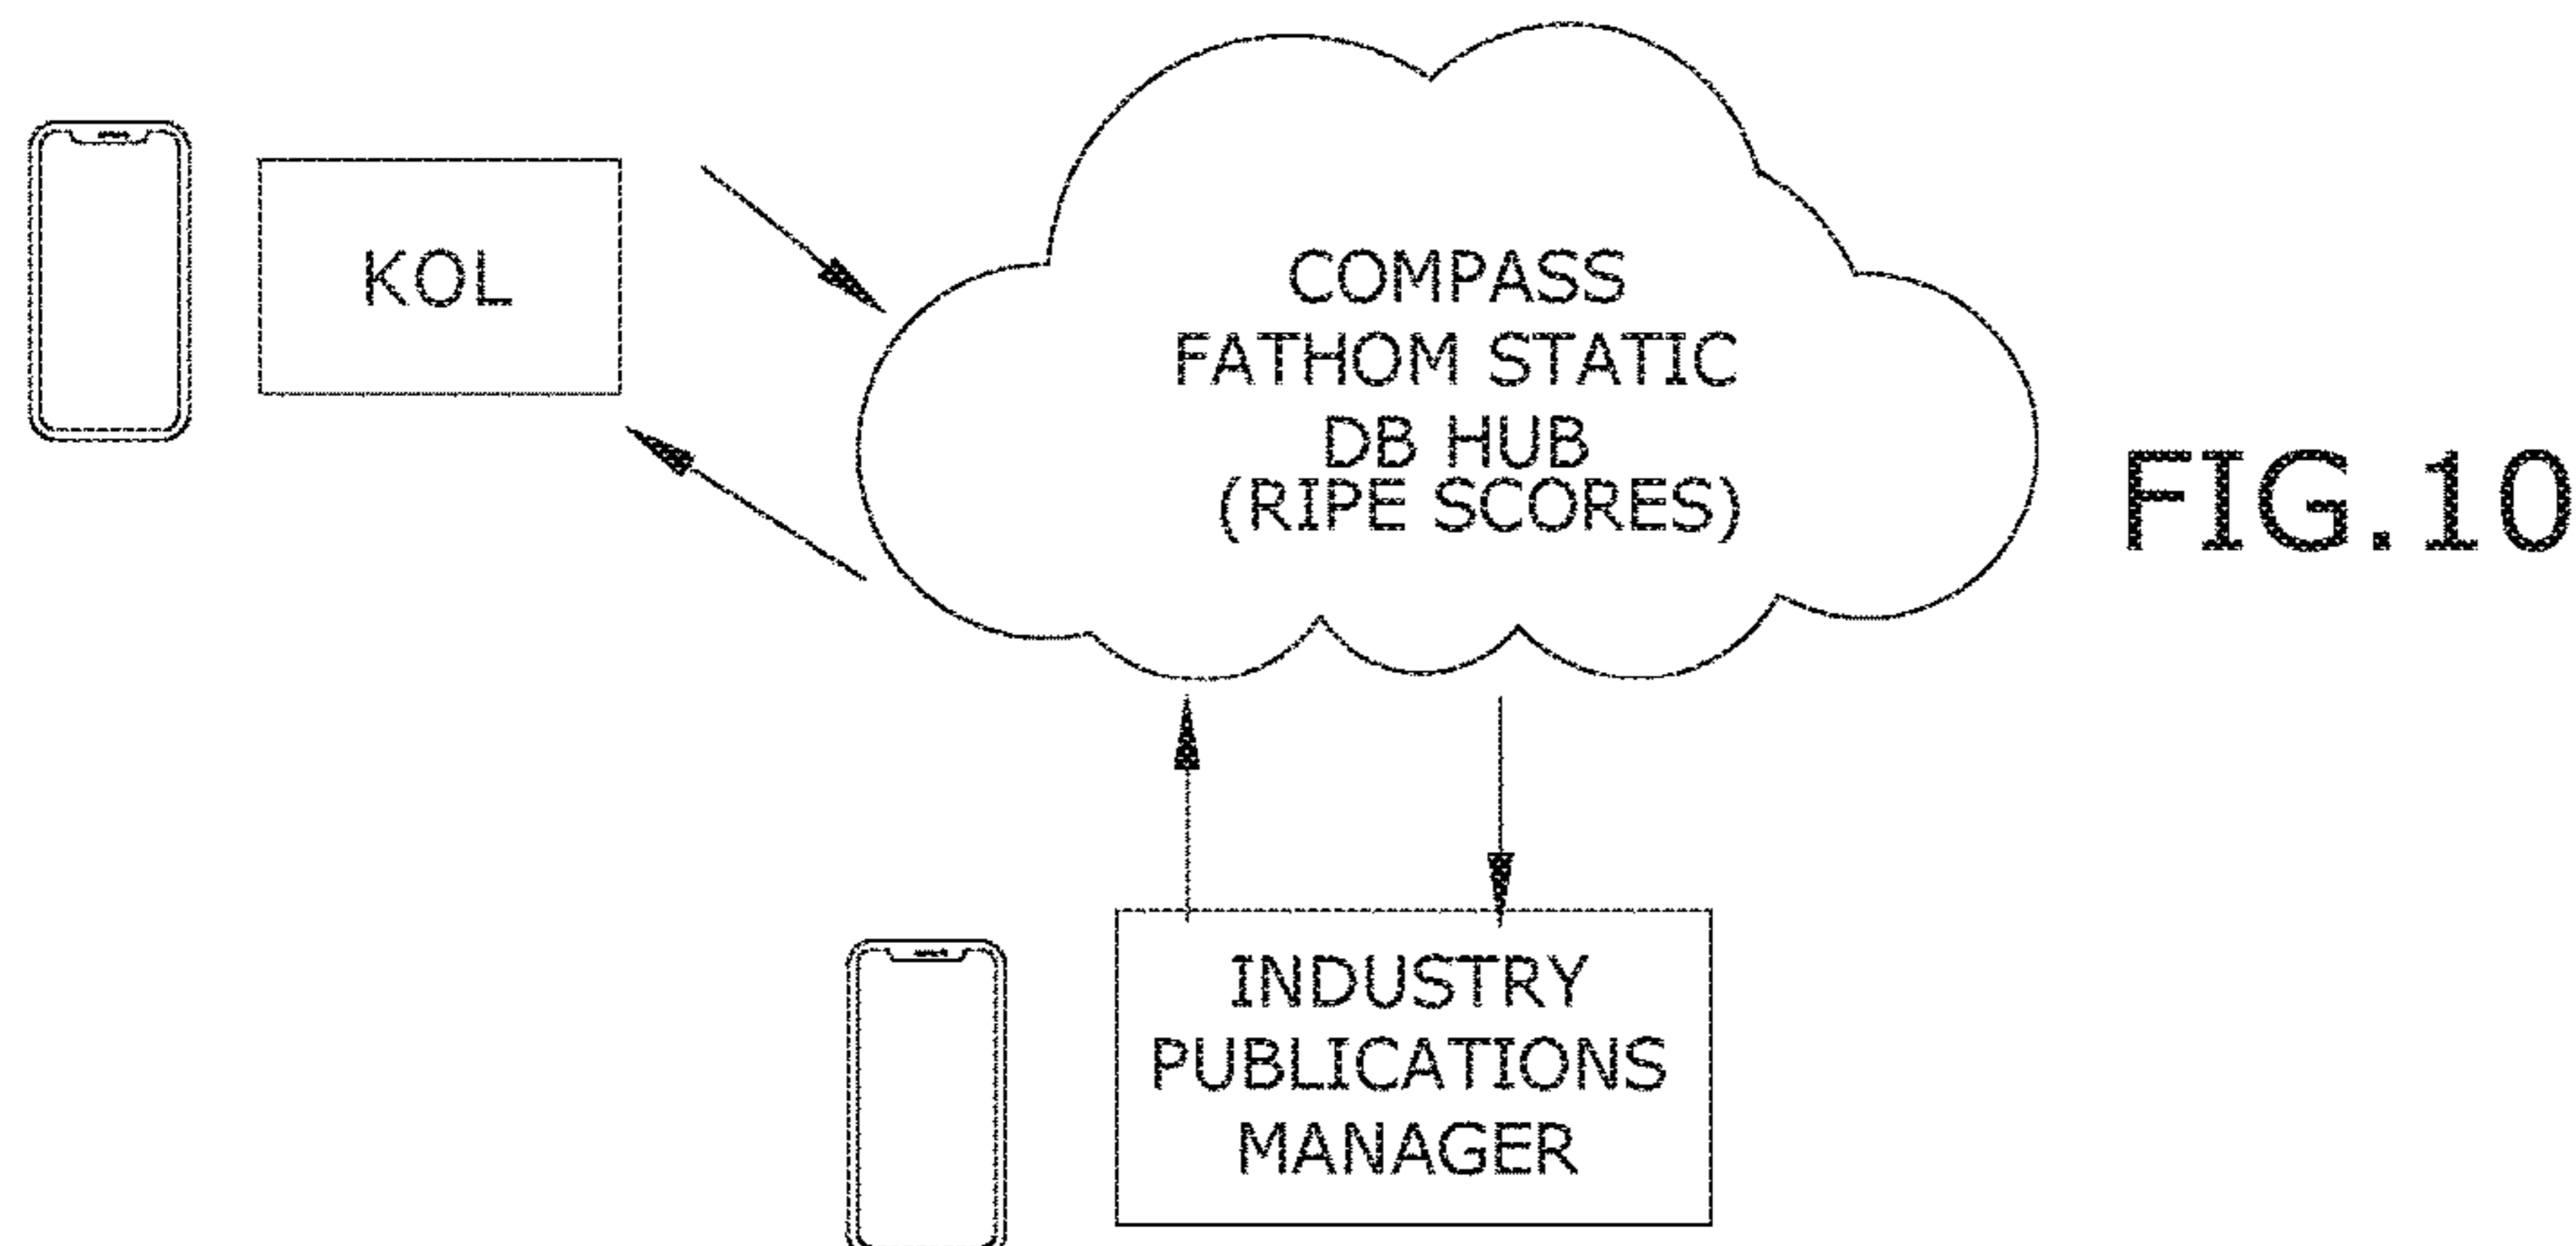 KOL
COMPASS
FATHOM STATIC
DB HUB
(RIPE SCORES)
FIG.10
INDUSTRY
PUBLICATIONS
MANAGER